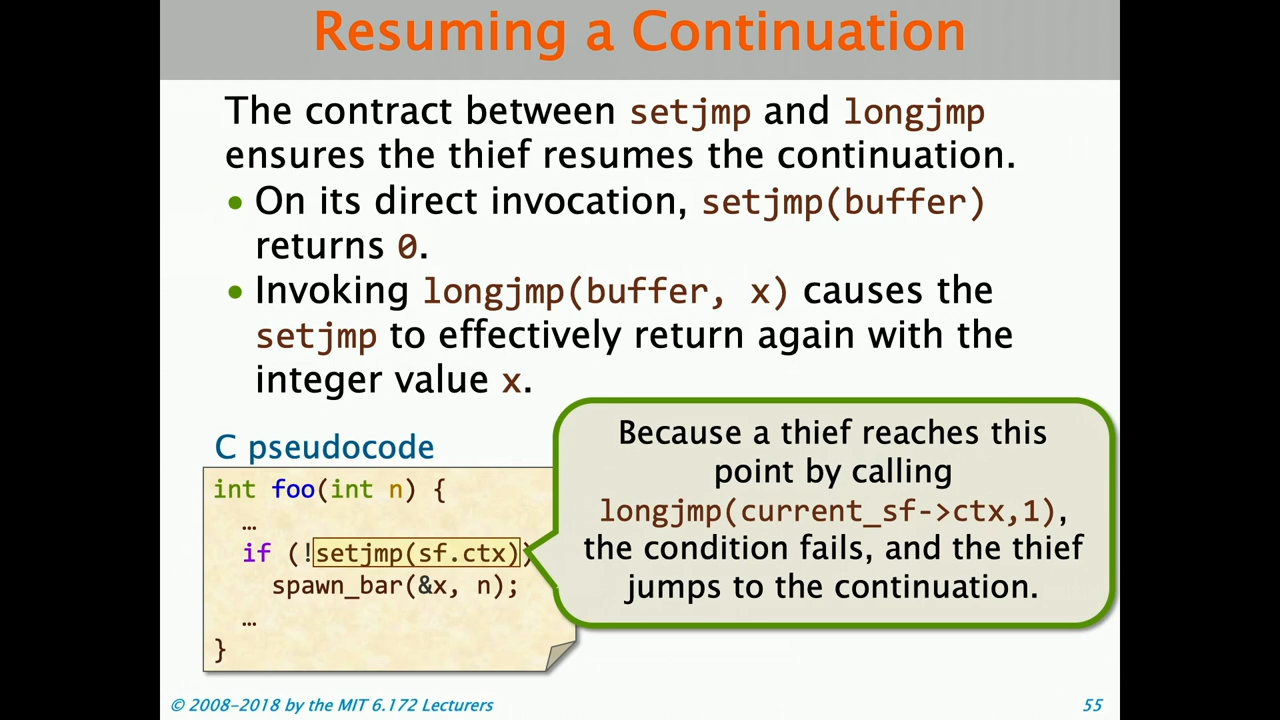 Resuming a Continuation
The contract between setjmp and longjmp
ensures the thief resumes the continuation.
• On its direct invocation, setjmp(buffer)
returns 0.
• Invoking longjmp(buffer, x) causes the
setjmp to effectively return again with the
integer value x.
C pseudocode
int foo(int n) {
…
if (!setjmp(sf.ctx))
spawn_bar(&x, n);
…
}
Because a thief reaches this
point by calling
longjmp(current_sf->ctx,1),
the condition fails, and the thief
jumps to the continuation.
© 2008–2018 by the MIT 6.172 Lecturers
55